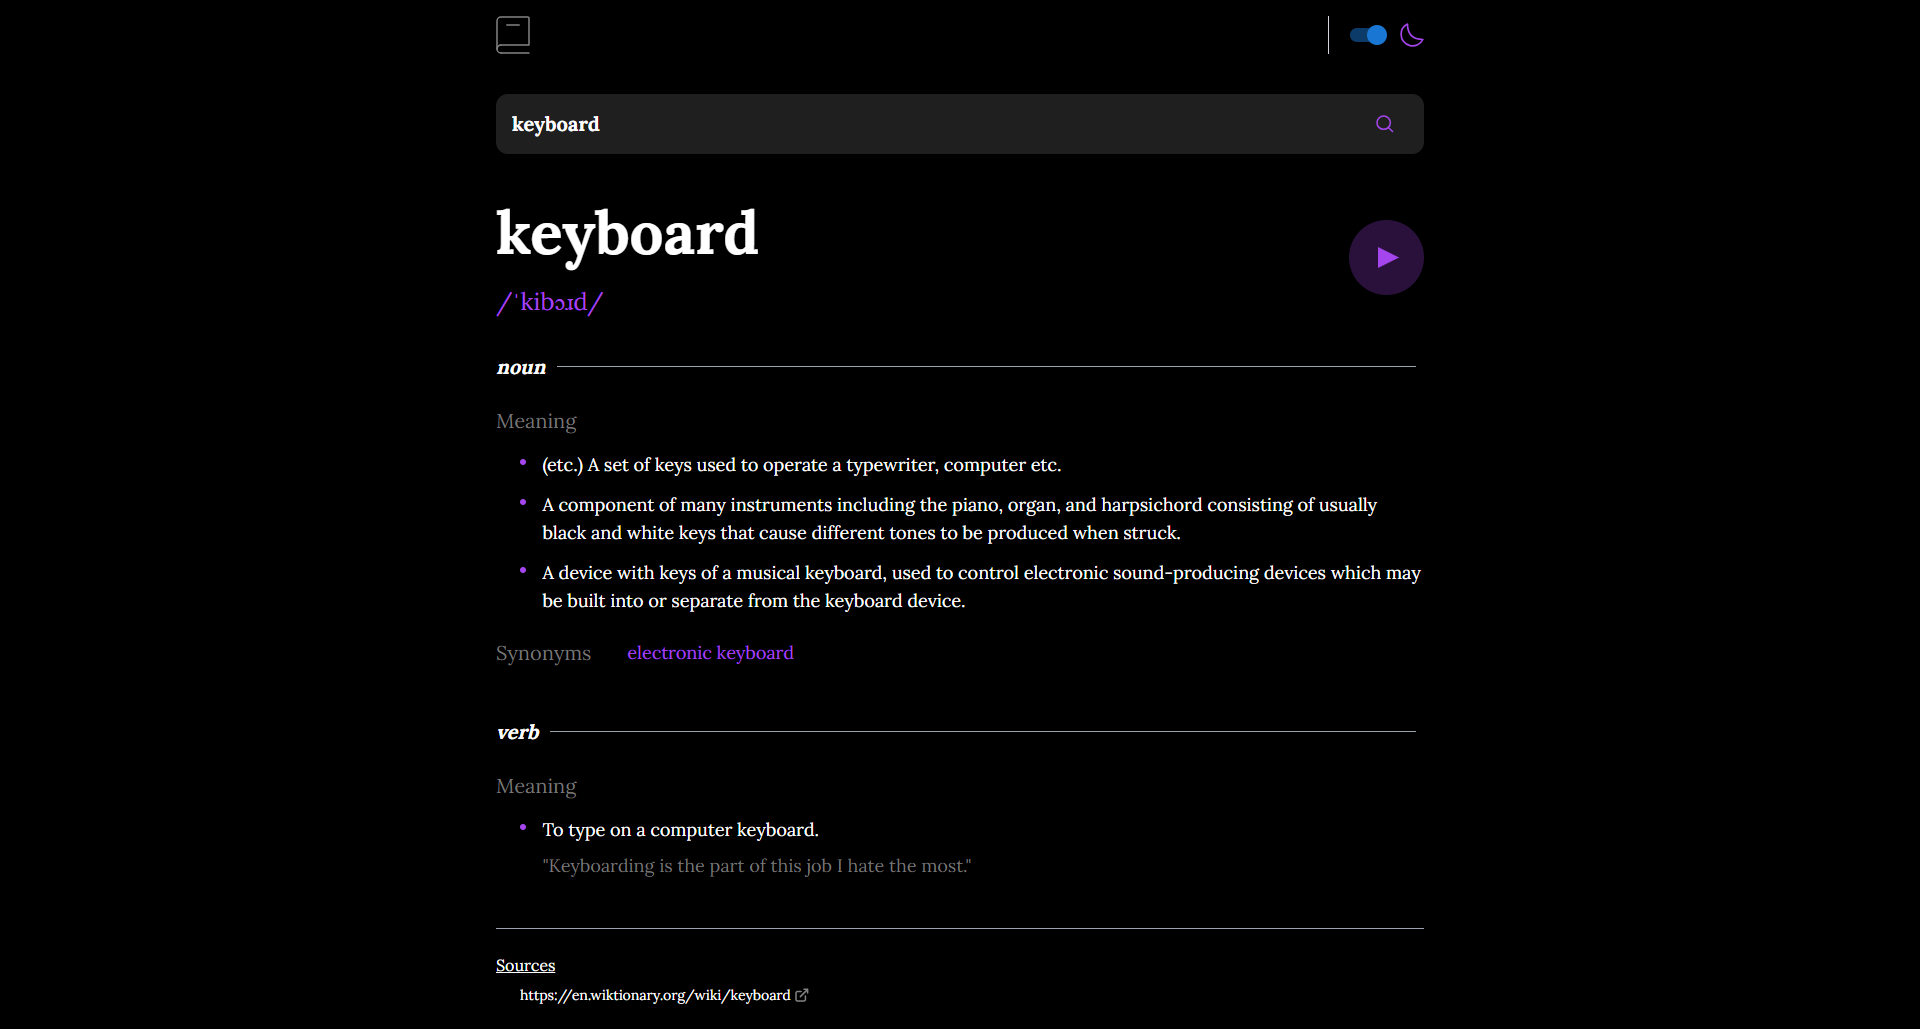 keyboard
keyboard
/ˈkibɔɹd/
noun
Meaning
(etc.) A set of keys used to operate a typewriter, computer etc.
A component of many instruments including the piano, organ, and harpsichord consisting of usually
black and white keys that cause different tones to be produced when struck.
A device with keys of a musical keyboard, used to control electronic sound-producing devices which may
be built into or separate from the keyboard device.
Synonyms electronic keyboard
verb
Meaning
To type on a computer keyboard.
"Keyboarding is the part of this job I hate the most."
Sources
https://en.wiktionary.org/wiki/keyboard